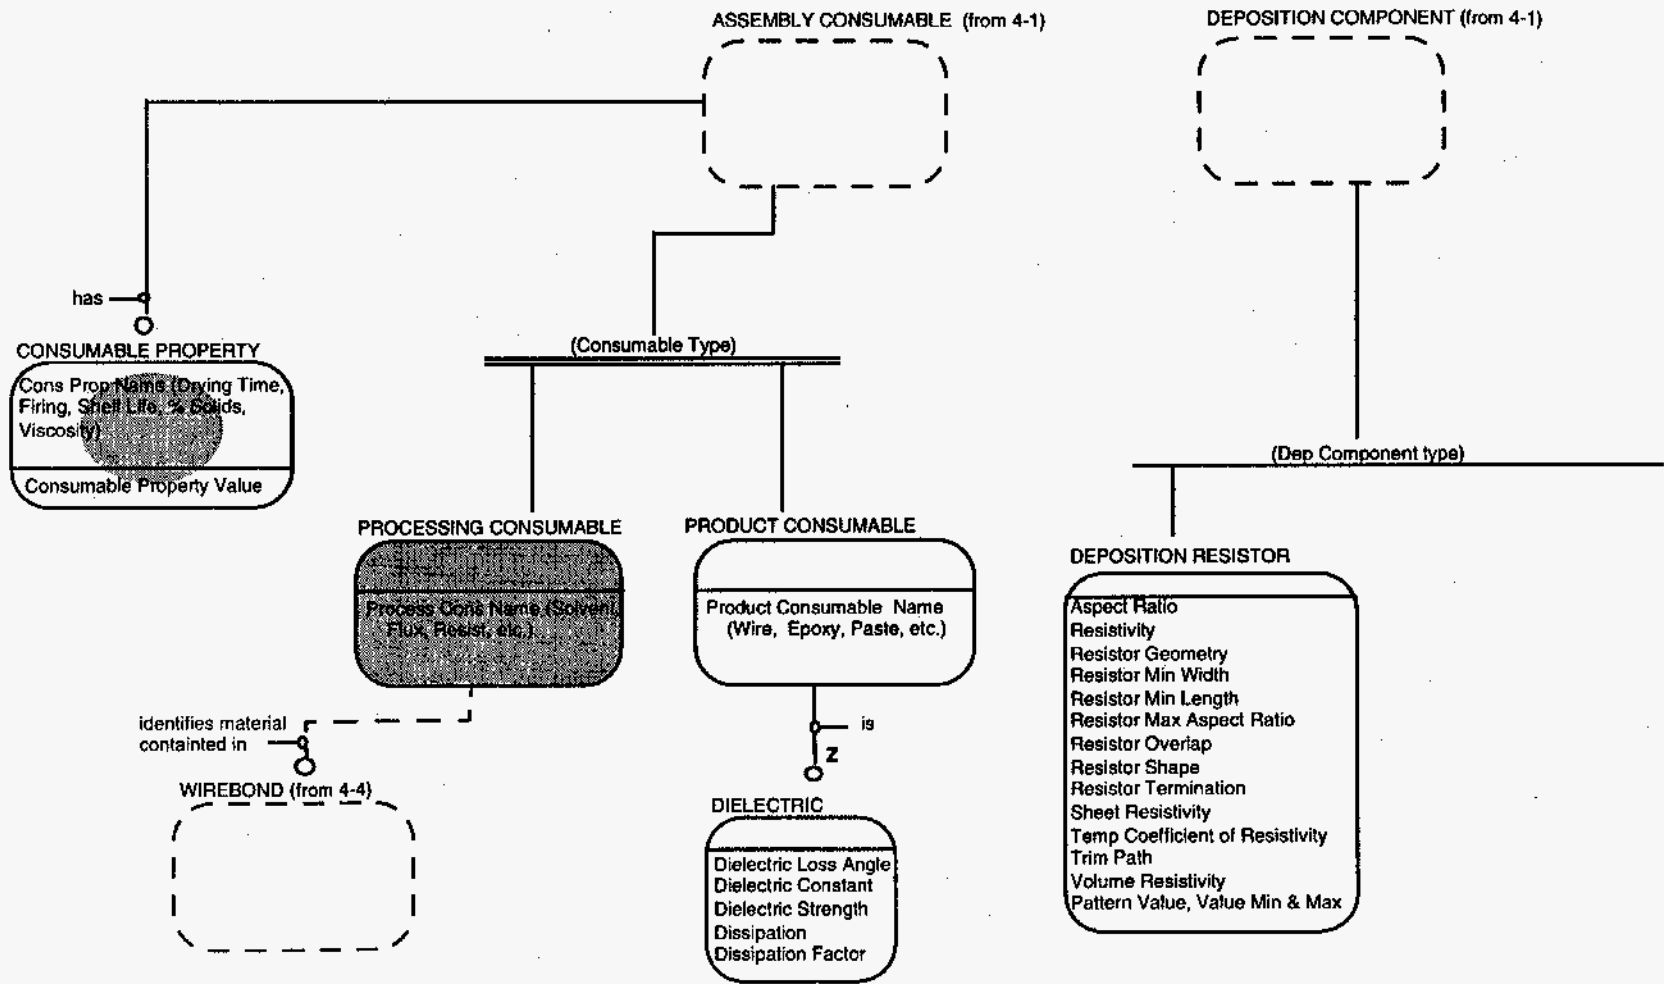 ASSEMBLY CONSUMABLE (from 4-1)
DEPOSITION COMPONENT (from 4-1)
has
CONSUMABLE PROPERTY
Cons Prop Name (Drying Time,
Firing, Shelf Life, % Solids,
Viscosity)
Consumable Property Value
(Consumable Type)
(Dep Component type)
PROCESSING CONSUMABLE
Process Cons Name (Solvent,
Flux, Resist, etc.)
PRODUCT CONSUMABLE
Product Consumable Name
(Wire, Epoxy, Paste, etc.)
DEPOSITION RESISTOR
Aspect Ratio
Resistivity
Resistor Geometry
Resistor Min Width
Resistor Min Length
Resistor Max Aspect Ratio
Resistor Overlap
Resistor Shape
Resistor Termination
Sheet Resistivity
Temp Coefficient of Resistivity
Trim Path
Volume Resistivity
Pattern Value, Value Min & Max
identifies material
containted in
is
Z
WIREBOND (from 4-4)
DIELECTRIC
Dielectric Loss Angle
Dielectric Constant
Dielectric Strength
Dissipation
Dissipation Factor